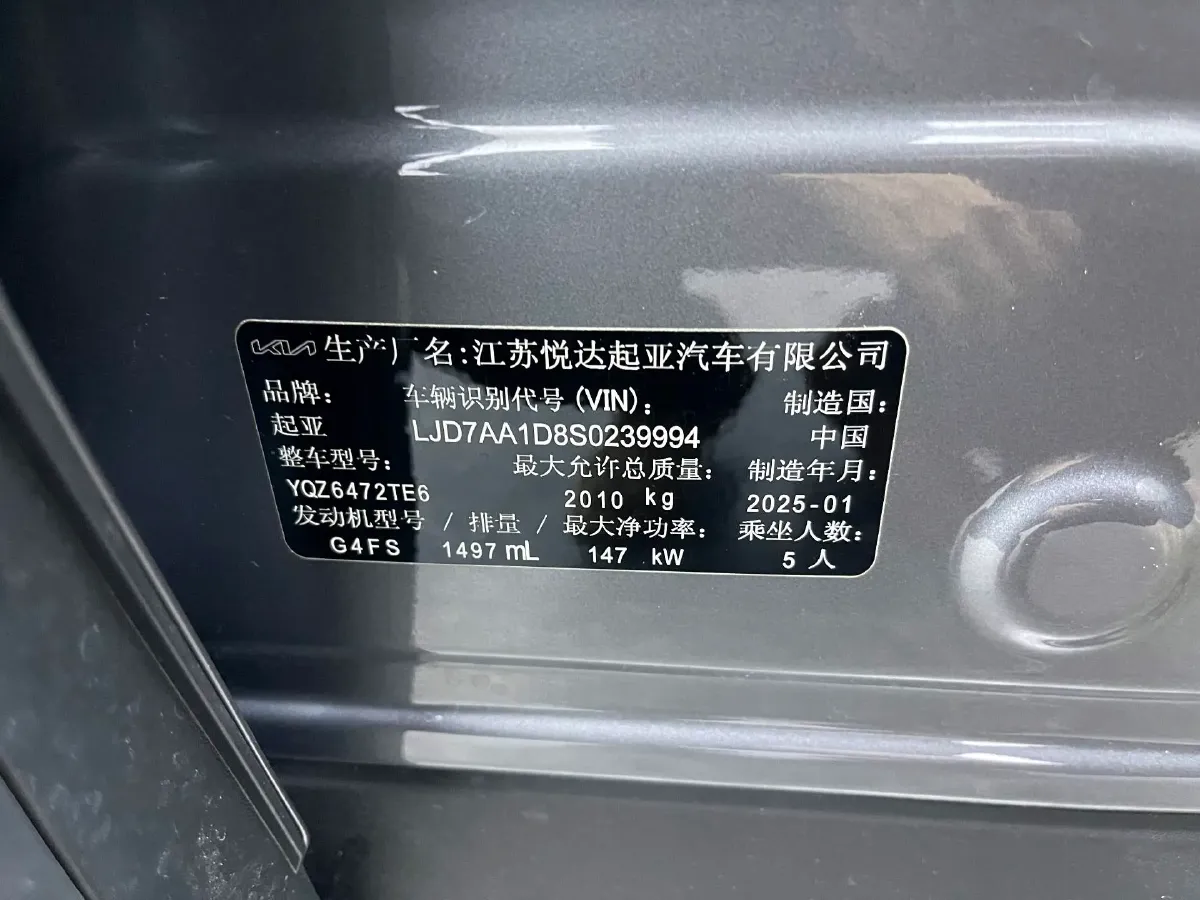 KIA 生产厂名:江苏悦达起亚汽车有限公司
品牌: 车辆识别代号(VIN): 制造国:
起亚 LJD7AA1D8S0239994 中国
整车型号: 最大允许总质量: 制造年月:
YQZ6472TE6 2010 kg 2025-01
发动机型号 / 排量 / 最大净功率: 乘坐人数:
G4FS 1497 mL 147 kW 5 人